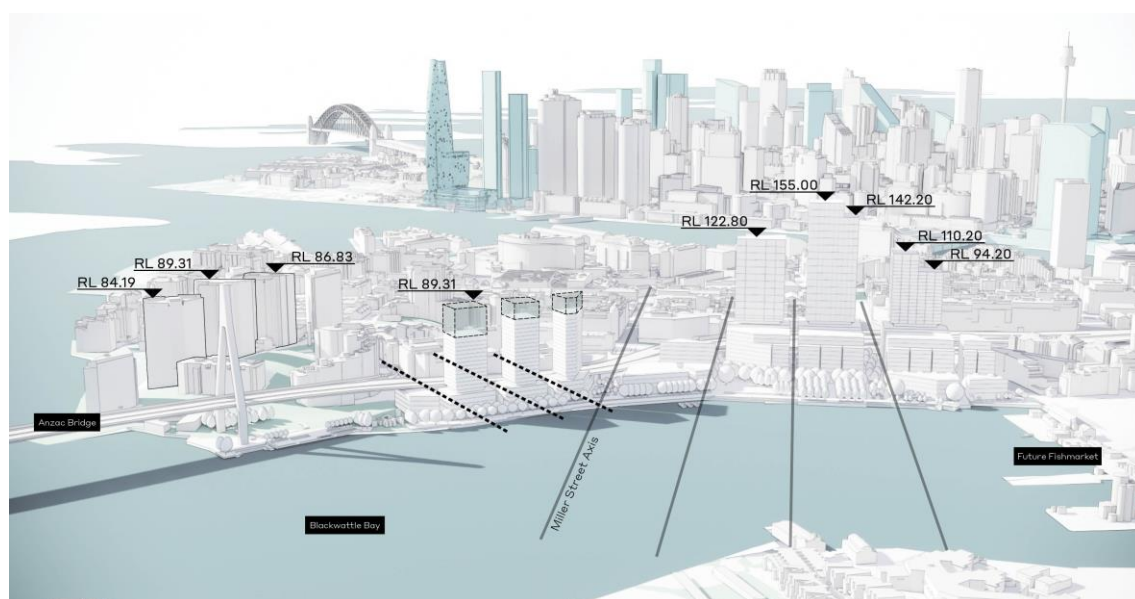 RL 155.00
RL 142.20
RL 122.80
RL 110.20
RL 94.20
RL 89.31
RL 86.83
RL 84.19
RL 89.31
Miller Street Axis
Anzac Bridge
Future Fishmarket
Blackwattle Bay